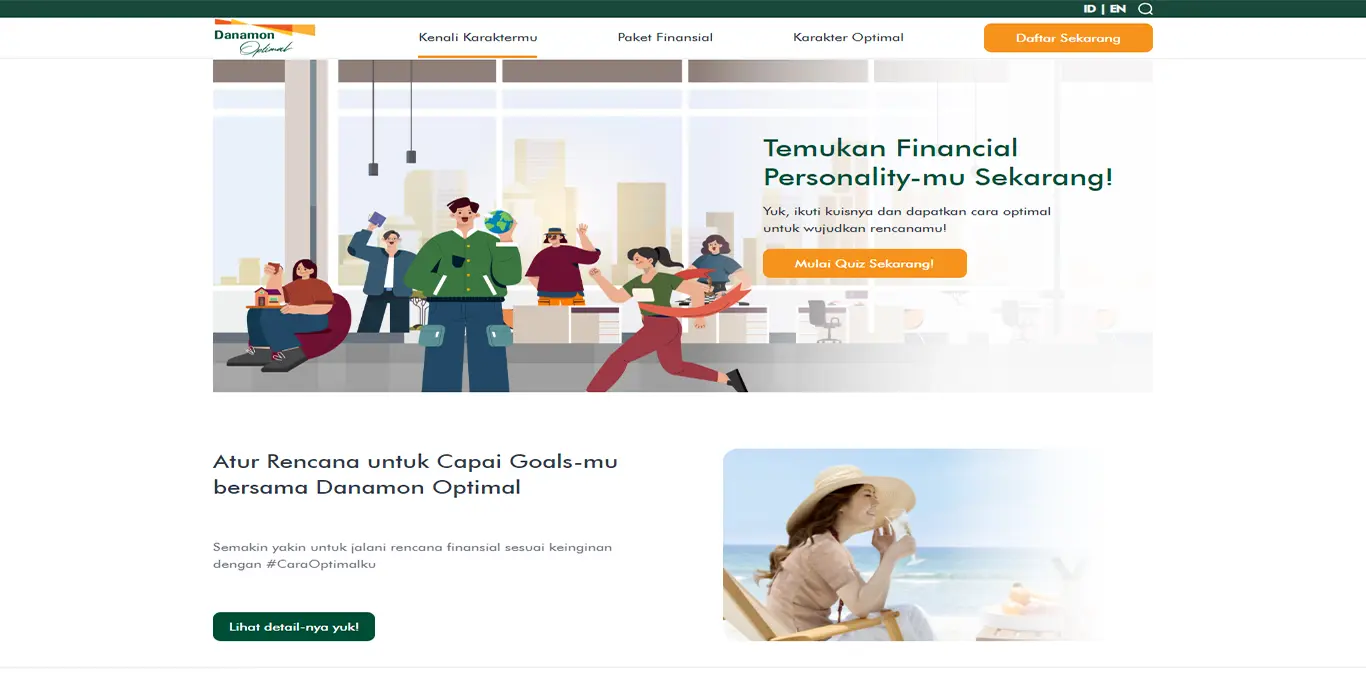 ID | EN
Danamon
Optimal
Kenali Karaktermu
Paket Finansial
Karakter Optimal
Daftar Sekarang
Temukan Financial
Personality-mu Sekarang!
Yuk, ikuti kuisnya dan dapatkan cara optimal
untuk wujudkan rencanamu!
Mulai Quiz Sekarang!
Atur Rencana untuk Capai Goals-mu
bersama Danamon Optimal
Semakin yakin untuk jalani rencana finansial sesuai keinginan
dengan #CaraOptimalku
Lihat detail-nya yuk!